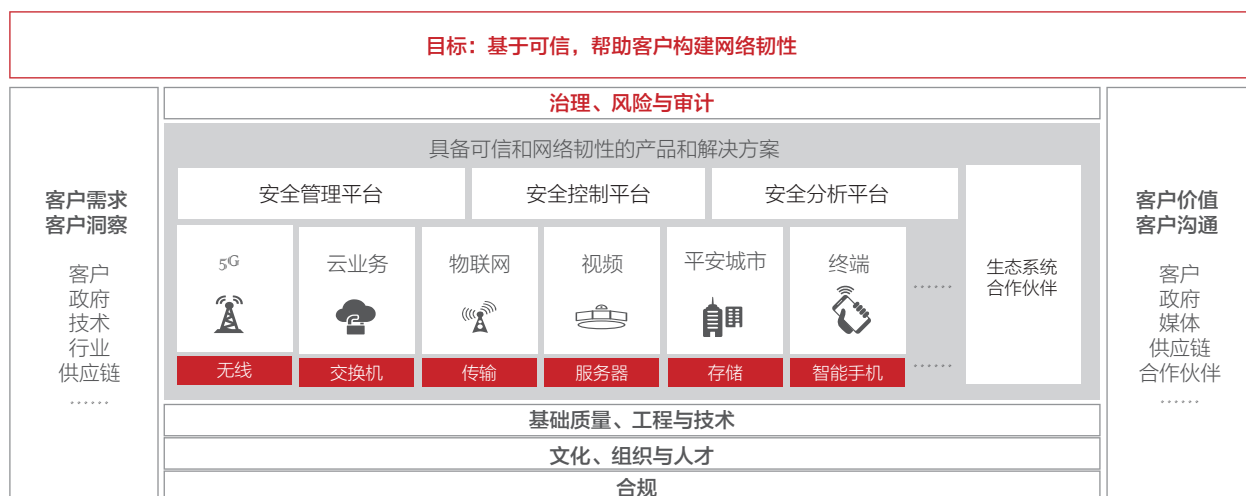 目标：基于可信，帮助客户构建网络韧性
治理、风险与审计
客户需求
客户洞察
客户
政府
技术
行业
供应链
……
具备可信和网络韧性的产品和解决方案
安全管理平台
安全控制平台
安全分析平台
5G
云业务
物联网
视频
平安城市
终端
……
无线
交换机
传输
服务器
存储
智能手机
……
生态系统
合作伙伴
基础质量、工程与技术
文化、组织与人才
合规
客户价值
客户沟通
客户
政府
媒体
供应链
合作伙伴
……